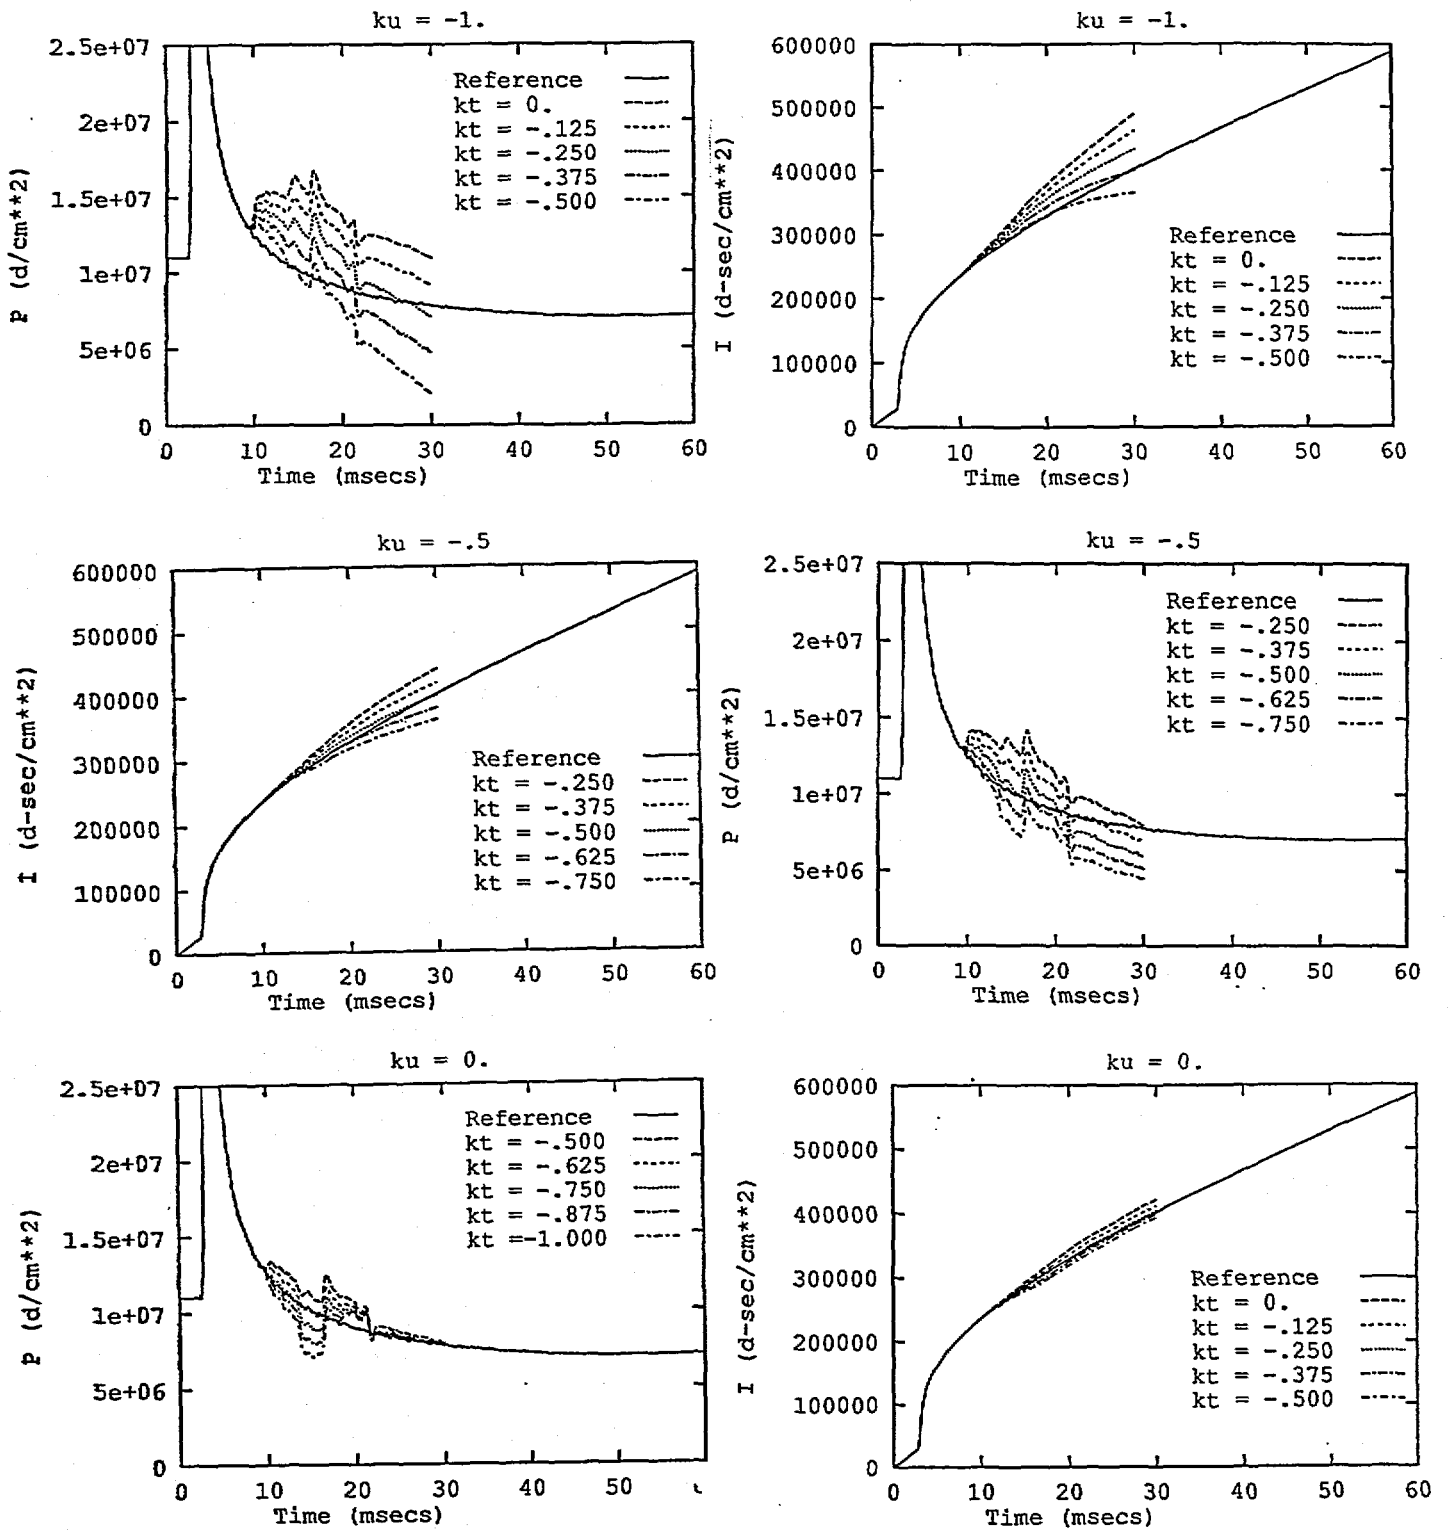 ku = -1.
2.5e+07
2e+07
1.5e+07
1e+07
5e+06
0
p (d/cm**2)
Reference
kt = 0.
kt = -.125
kt = -.250
kt = -.375
kt = -.500
0 10 20 30 40 50 60
Time (msecs)
ku = -1.
600000
500000
400000
300000
200000
100000
0
I (d-sec/cm**2)
Reference
kt = 0.
kt = -.125
kt = -.250
kt = -.375
kt = -.500
0 10 20 30 40 50 60
Time (msecs)
ku = -.5
600000
500000
400000
300000
200000
100000
0
I (d-sec/cm**2)
Reference
kt = -.250
kt = -.375
kt = -.500
kt = -.625
kt = -.750
0 10 20 30 40 50 60
Time (msecs)
ku = -.5
2.5e+07
2e+07
1.5e+07
1e+07
5e+06
0
p (d/cm**2)
Reference
kt = -.250
kt = -.375
kt = -.500
kt = -.625
kt = -.750
0 10 20 30 40 50 60
Time (msecs)
ku = 0.
2.5e+07
2e+07
1.5e+07
1e+07
5e+06
0
p (d/cm**2)
Reference
kt = -.500
kt = -.625
kt = -.750
kt = -.875
kt =-1.000
0 10 20 30 40 50
Time (msecs)
ku = 0.
600000
500000
400000
300000
200000
100000
0
I (d-sec/cm**2)
Reference
kt = 0.
kt = -.125
kt = -.250
kt = -.375
kt = -.500
0 10 20 30 40 50 60
Time (msecs)